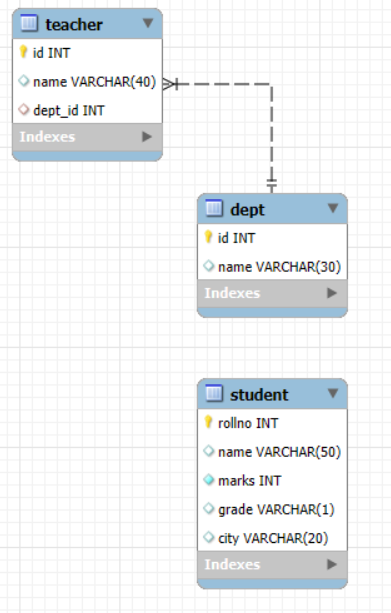 teacher
id INT
name VARCHAR(40)
dept_id INT
Indexes
dept
id INT
name VARCHAR(30)
Indexes
student
rollno INT
name VARCHAR(50)
marks INT
grade VARCHAR(1)
city VARCHAR(20)
Indexes